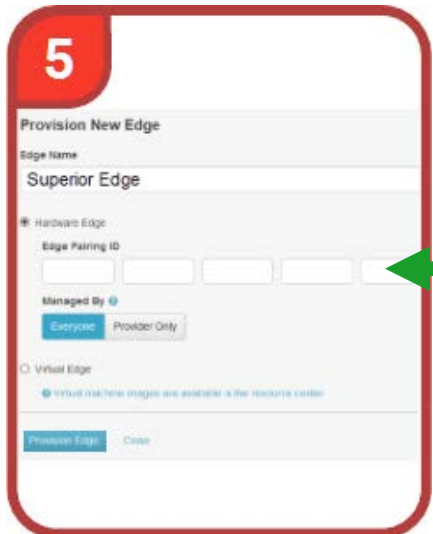 5
Provision New Edge
Edge Name
Superior Edge
Hardware Edge
Edge Pairing ID
Managed By
Everyone Provider Only
Virtual Edge
Virtual machine images are available in the resource center
Provision Edge Close